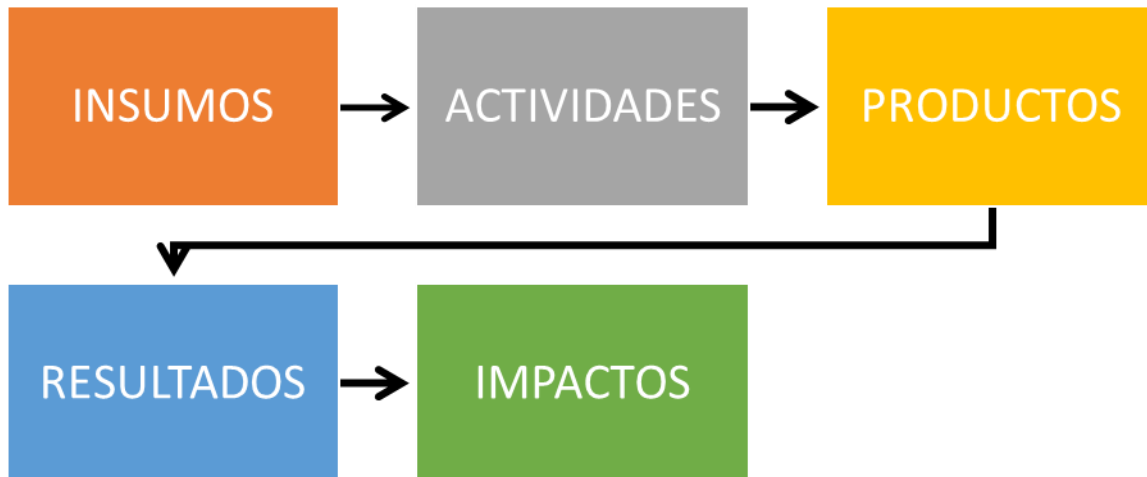 INSUMOS
ACTIVIDADES
PRODUCTOS
RESULTADOS
IMPACTOS